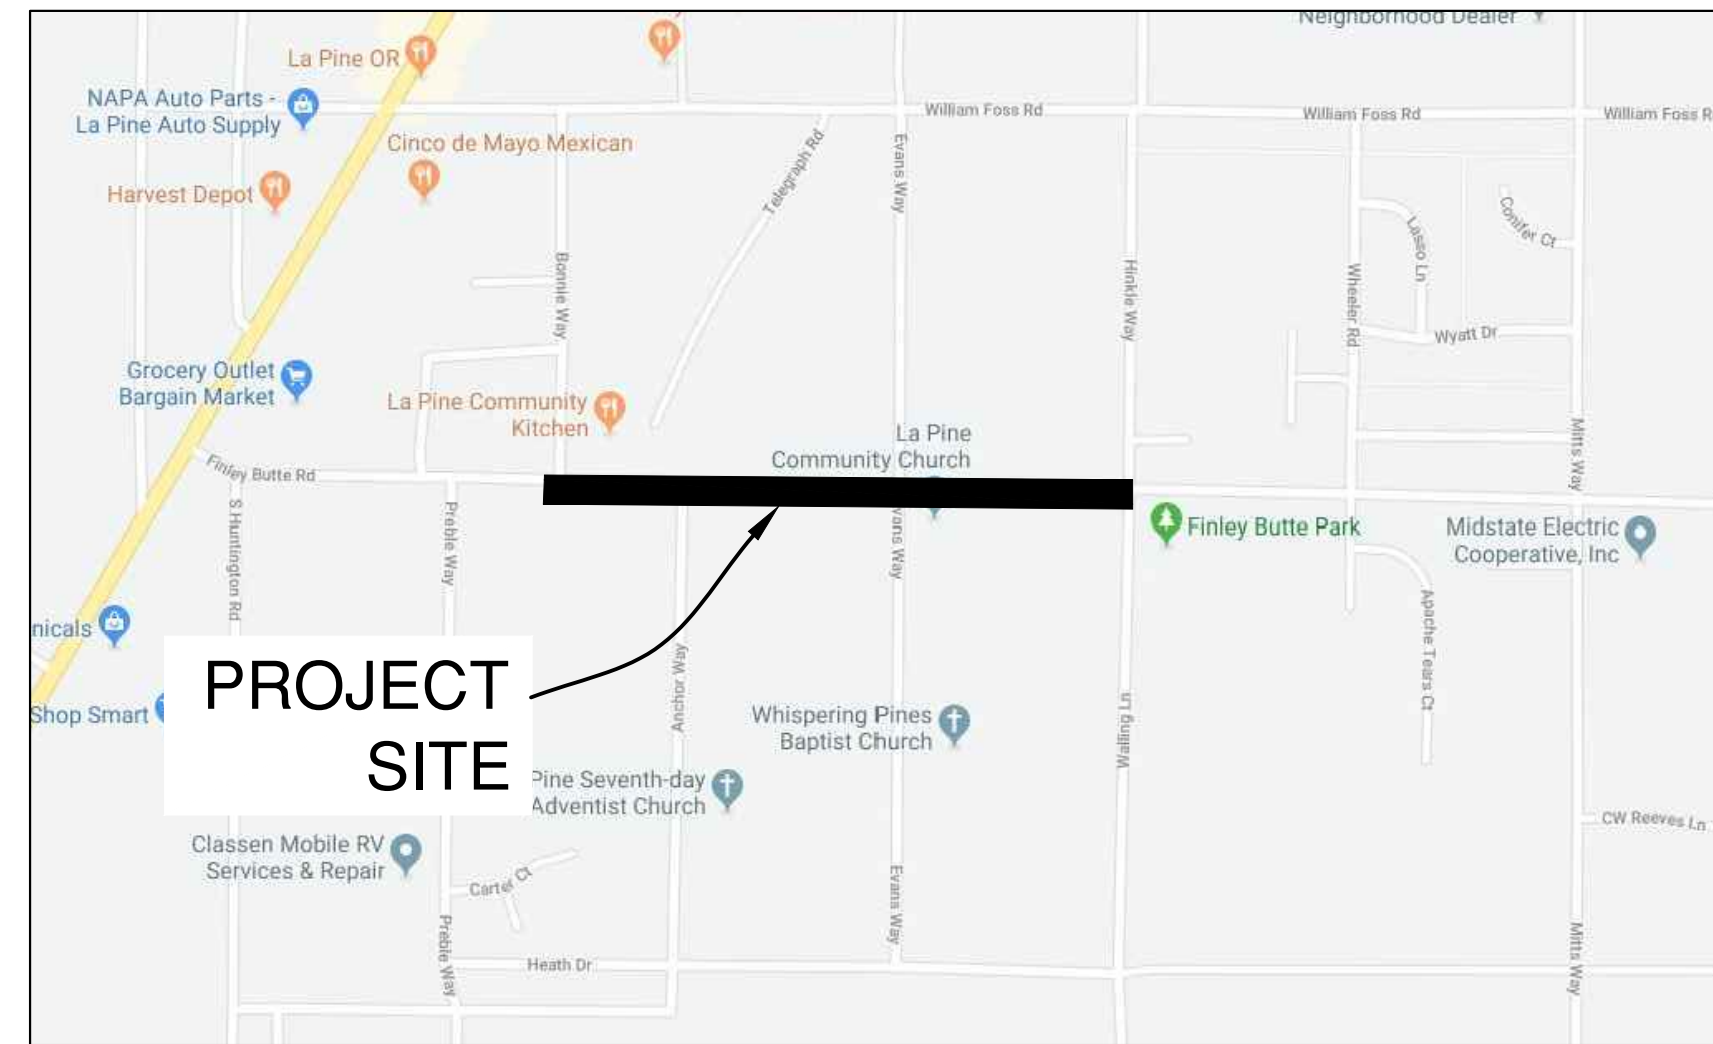 Neighborhood Dealer
La Pine OR
NAPA Auto Parts -
La Pine Auto Supply
William Foss Rd
William Foss Rd
William Foss R
Cinco de Mayo Mexican
Harvest Depot
Telegraph Rd
Evans Way
Bonnie Way
Hinkle Way
Wheeler Rd
Lasso Ln
Conifer Ct
Wyatt Dr
Grocery Outlet
Bargain Market
La Pine Community
Kitchen
La Pine
Community Church
Mitts Way
Finley Butte Rd
S Huntington Rd
Preble Way
vans Way
Finley Butte Park
Midstate Electric
Cooperative, Inc
Apache Tears Ct
nicals
PROJECT
SITE
Shop Smart
Anchor Way
Whispering Pines
Baptist Church
Walling Ln
Pine Seventh-day
Adventist Church
CW Reeves Ln
Classen Mobile RV
Services & Repair
Carter Ct
Evans Way
Preble Way
Heath Dr
Mitts Way